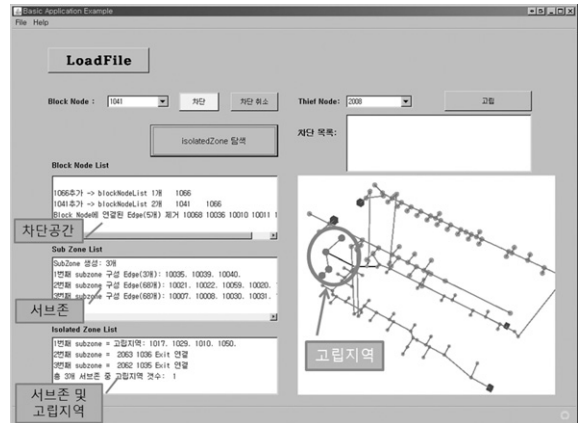 Basic Application Example
File Help
LoadFile
Block Node : 1041 차단 차단 취소 Thief Node: 2008 고립
isolatedZone 탐색
차단 목록:
Block Node List
1066추가 -> blockNodeList 1개 1066
1041추가 -> blockNodeList 2개 1041 1066
Block Node에 연결된 Edge(5개) 제거 10068 10036 10010 10011 1
차단공간
Sub Zone List
SubZone 생성: 3개
1번째 subzone 구성 Edge(3개): 10035. 10039. 10040.
2번째 subzone 구성 Edge(68개): 10021. 10022. 10059. 10020.
3번째 subzone 구성 Edge(68개): 10007. 10008. 10030. 10031.
서브존
Isolated Zone List
1번째 subzone = 고립지역: 1017. 1029. 1010. 1050.
2번째 subzone = 2063 1036 Exit 연결
3번째 subzone = 2062 1035 Exit 연결
총 3개 서브존 중 고립지역 갯수: 1
서브존 및
고립지역
고립지역